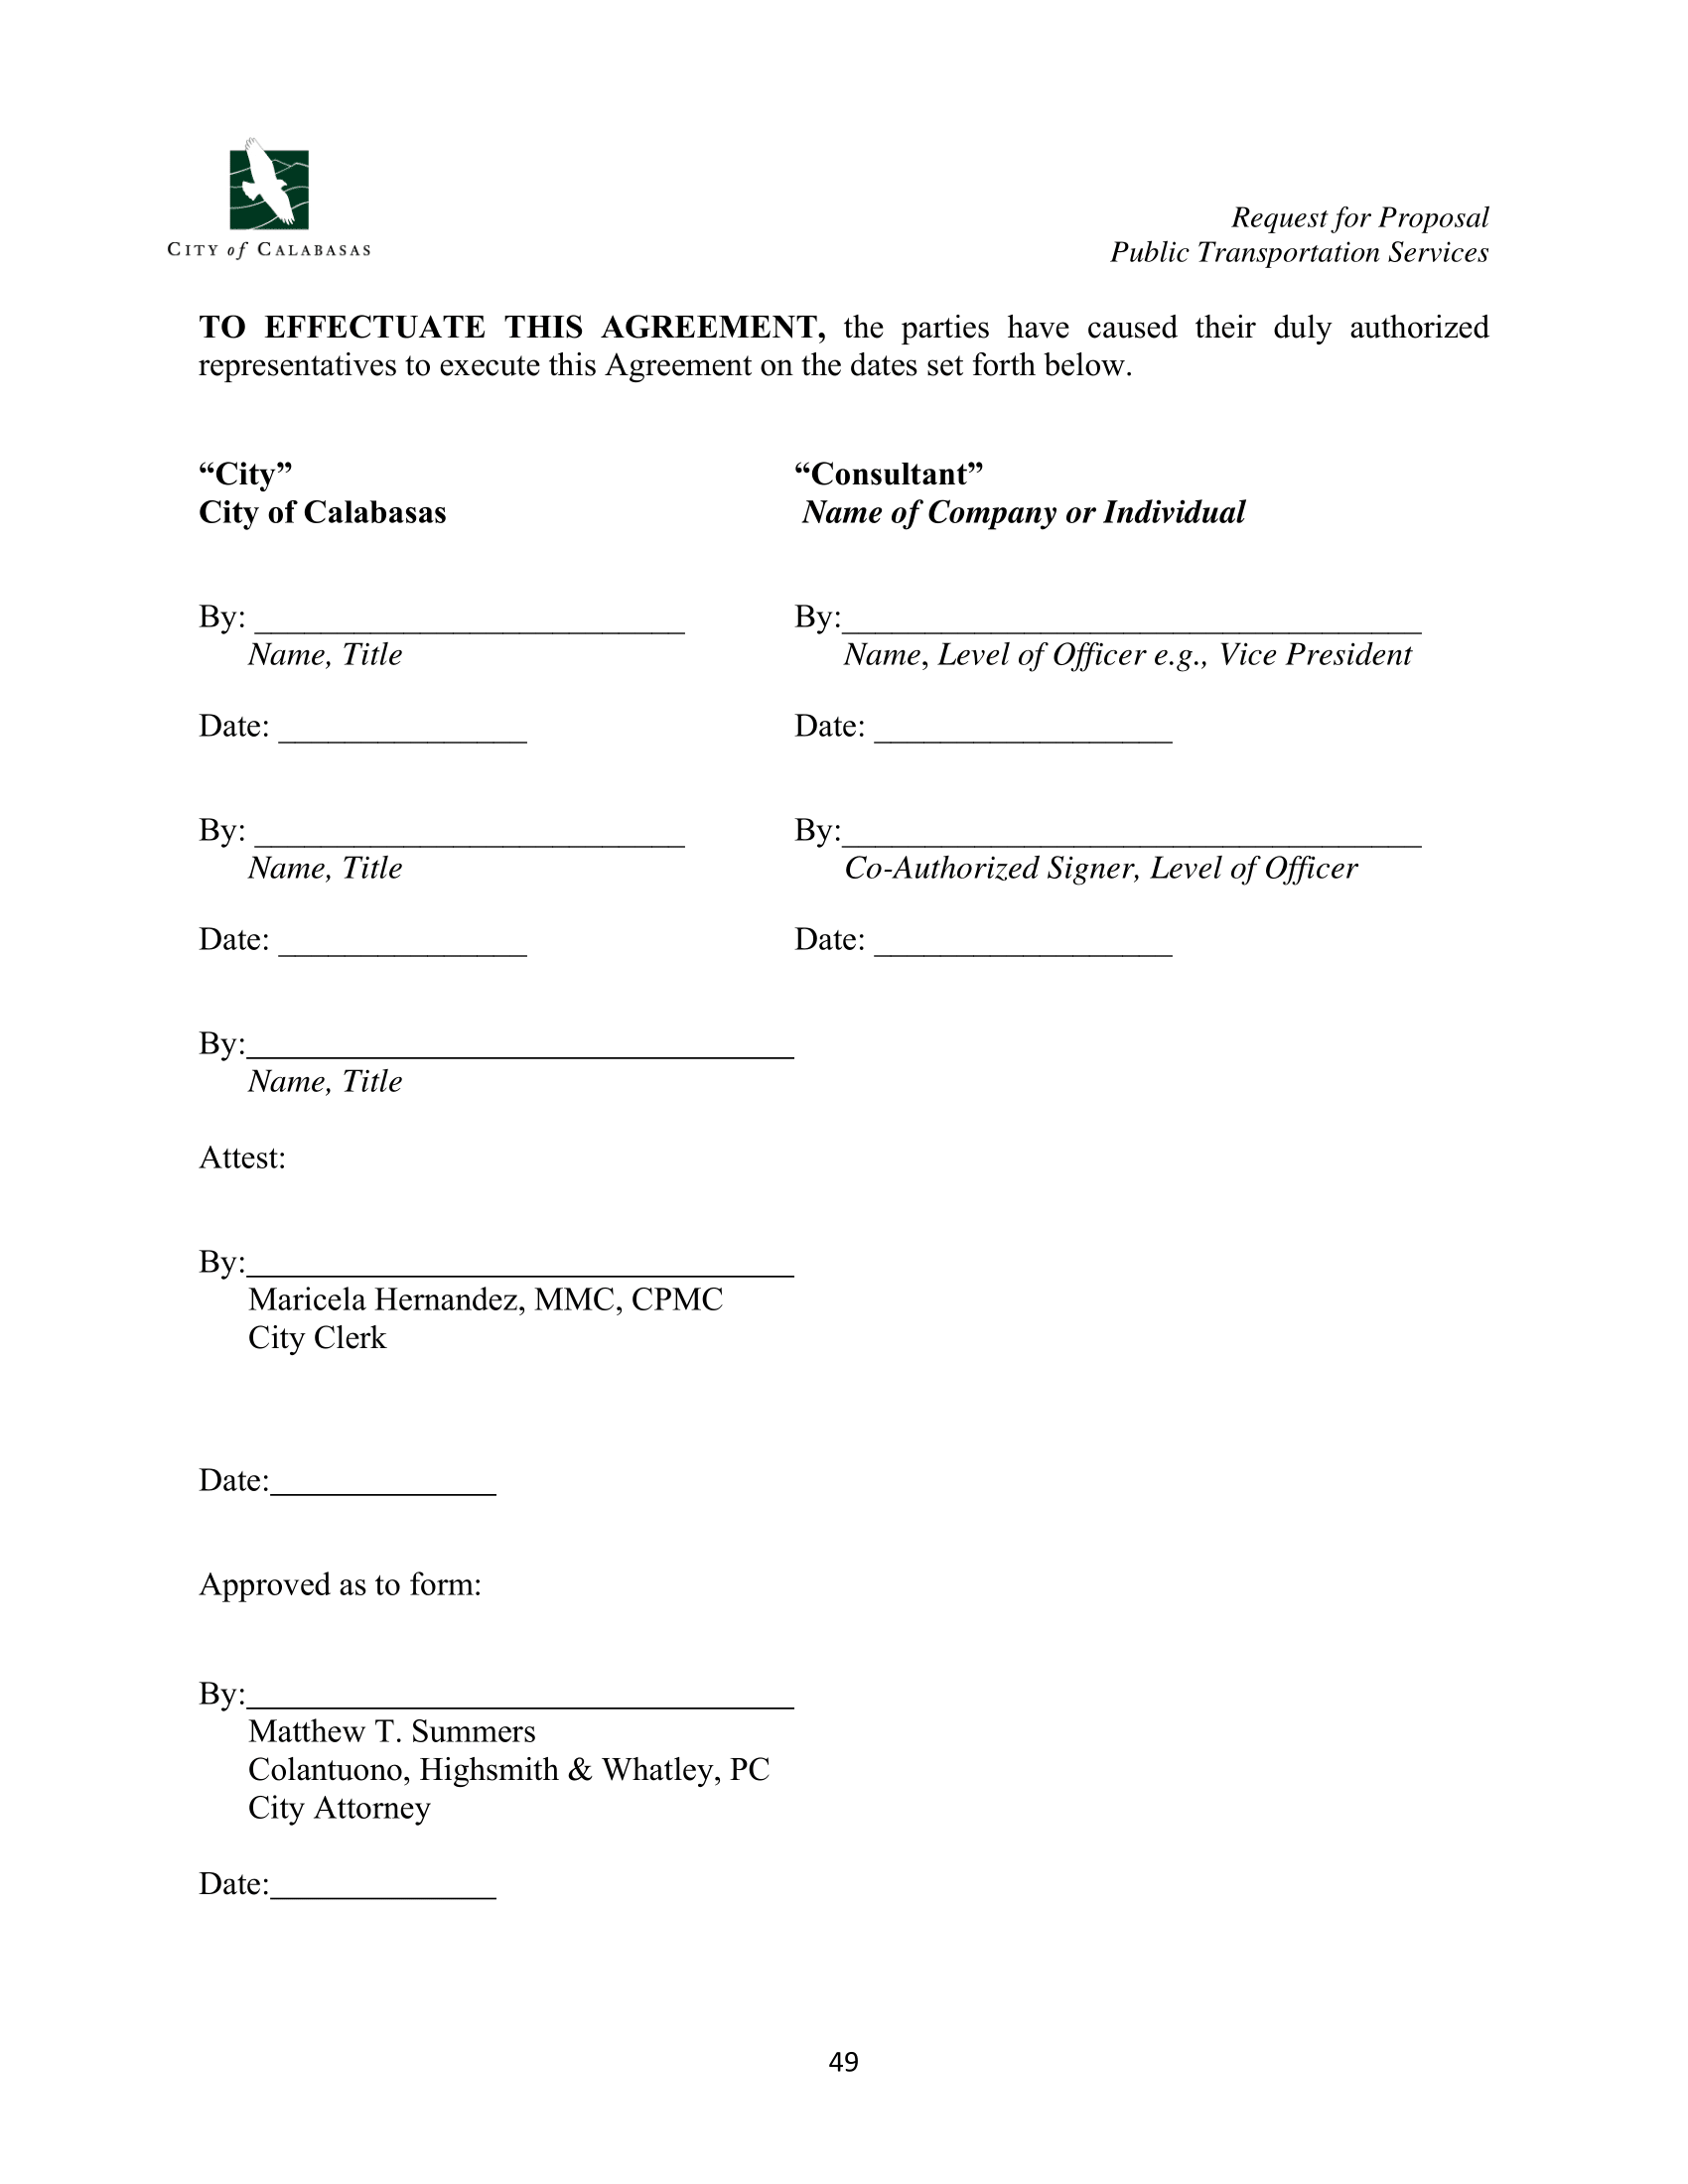 CITY of CALABASAS
Request for Proposal
Public Transportation Services
TO EFFECTUATE THIS AGREEMENT, the parties have caused their duly authorized
representatives to execute this Agreement on the dates set forth below.
“City”
City of Calabasas
“Consultant”
Name of Company or Individual
By: __________________________
Name, Title
By:___________________________________
Name, Level of Officer e.g., Vice President
Date: _______________
Date: __________________
By: __________________________
Name, Title
By:___________________________________
Co-Authorized Signer, Level of Officer
Date: _______________
Date: __________________
By:_________________________________
Name, Title
Attest:
By:_________________________________
Maricela Hernandez, MMC, CPMC
City Clerk
Date:______________
Approved as to form:
By:_________________________________
Matthew T. Summers
Colantuono, Highsmith & Whatley, PC
City Attorney
Date:______________
49